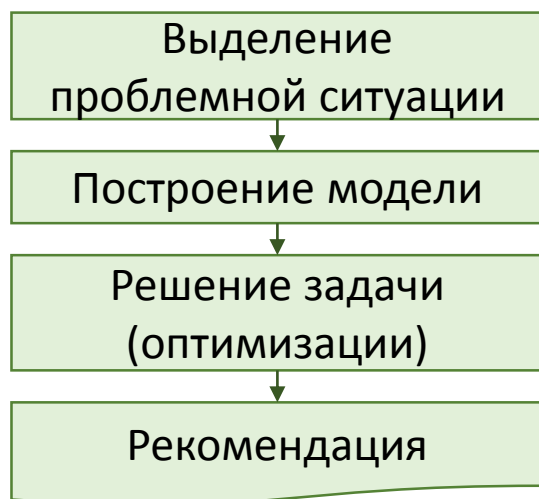 Выделение
проблемной ситуации
Построение модели
Решение задачи
(оптимизации)
Рекомендация